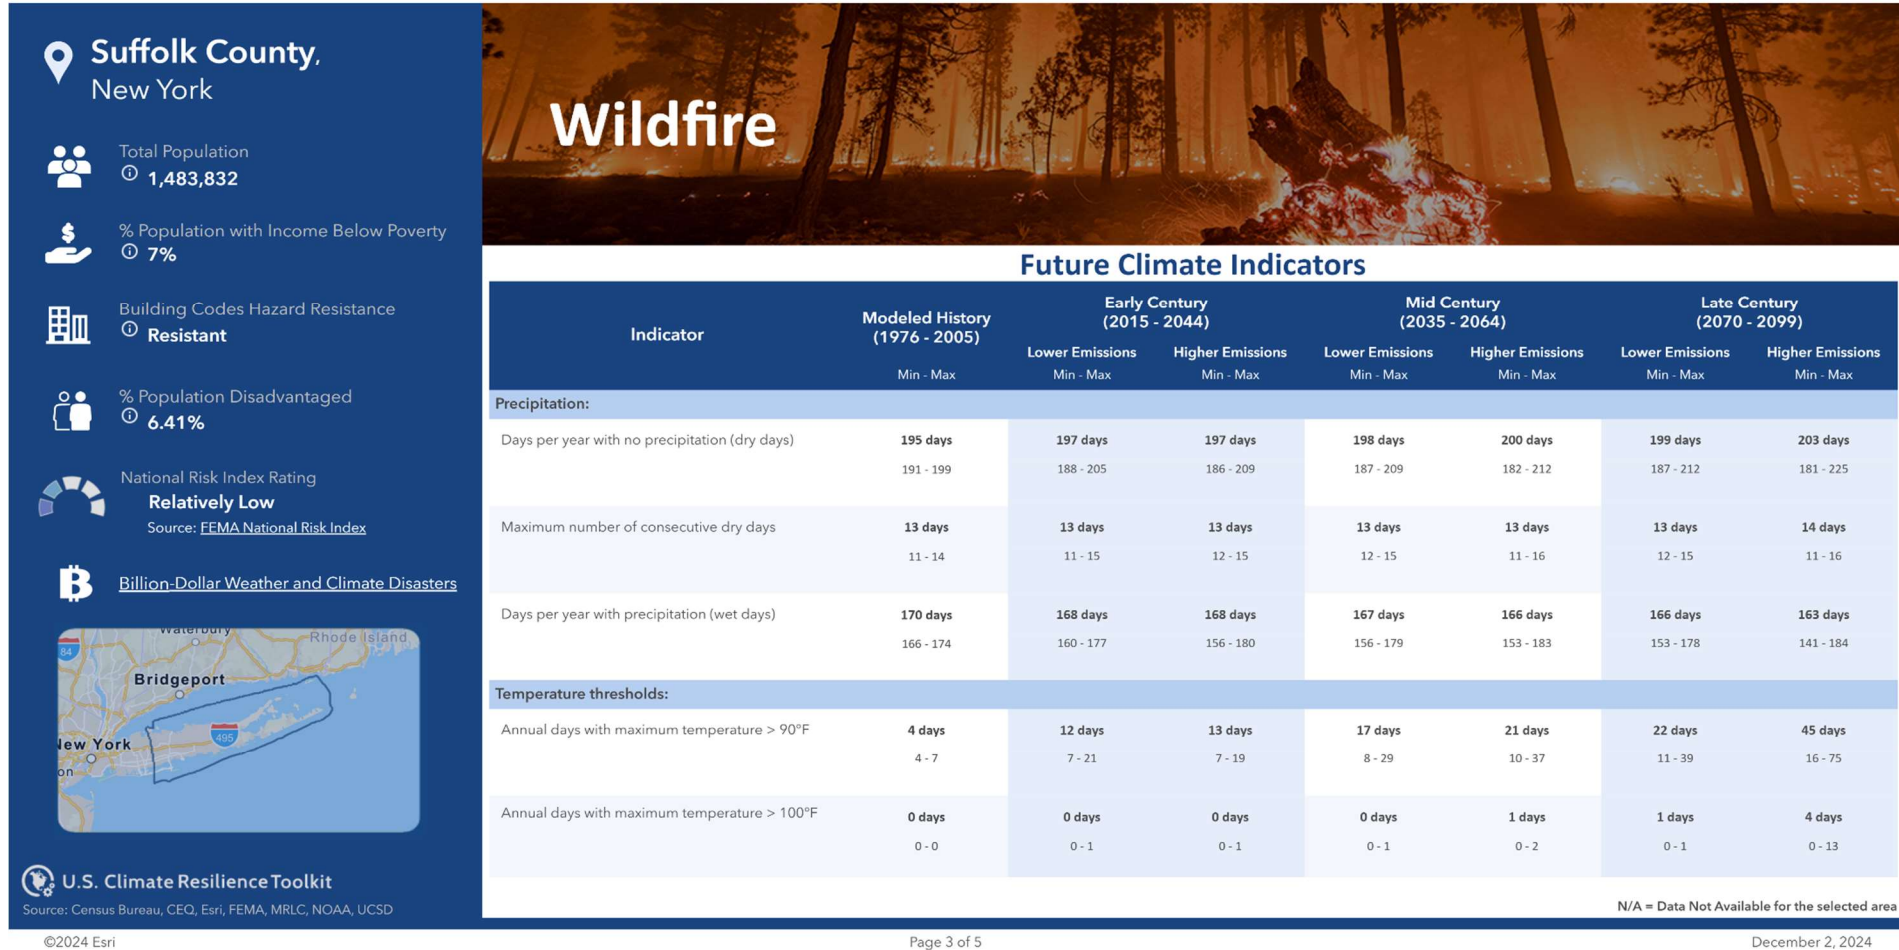 Suffolk County,
New York
Total Population
1,483,832
% Population with Income Below Poverty
7%
Building Codes Hazard Resistance
Resistant
% Population Disadvantaged
6.41%
National Risk Index Rating
Relatively Low
Source: FEMA National Risk Index
Billion-Dollar Weather and Climate Disasters
Waterbury
Rhode Island
84
Bridgeport
495
New York
on
U.S. Climate Resilience Toolkit
Source: Census Bureau, CEQ, Esri, FEMA, MRLC, NOAA, UCSD
Wildfire
Future Climate Indicators
Indicator
Modeled History
(1976 - 2005)
Early Century
(2015 - 2044)
Mid Century
(2035 - 2064)
Late Century
(2070 - 2099)
Lower Emissions Higher Emissions Lower Emissions Higher Emissions Lower Emissions Higher Emissions
Min - Max Min - Max Min - Max Min - Max Min - Max Min - Max Min - Max
Precipitation:
Days per year with no precipitation (dry days) 195 days 197 days 197 days 198 days 200 days 199 days 203 days
191 - 199 188 - 205 186 - 209 187 - 209 182 - 212 187 - 212 181 - 225
Maximum number of consecutive dry days 13 days 13 days 13 days 13 days 13 days 13 days 14 days
11 - 14 11 - 15 12 - 15 12 - 15 11 - 16 12 - 15 11 - 16
Days per year with precipitation (wet days) 170 days 168 days 168 days 167 days 166 days 166 days 163 days
166 - 174 160 - 177 156 - 180 156 - 179 153 - 183 153 - 178 141 - 184
Temperature thresholds:
Annual days with maximum temperature > 90°F 4 days 12 days 13 days 17 days 21 days 22 days 45 days
4 - 7 7 - 21 7 - 19 8 - 29 10 - 37 11 - 39 16 - 75
Annual days with maximum temperature > 100°F 0 days 0 days 0 days 0 days 1 days 1 days 4 days
0 - 0 0 - 1 0 - 1 0 - 1 0 - 2 0 - 1 0 - 13
N/A = Data Not Available for the selected area
©2024 Esri
Page 3 of 5
December 2, 2024